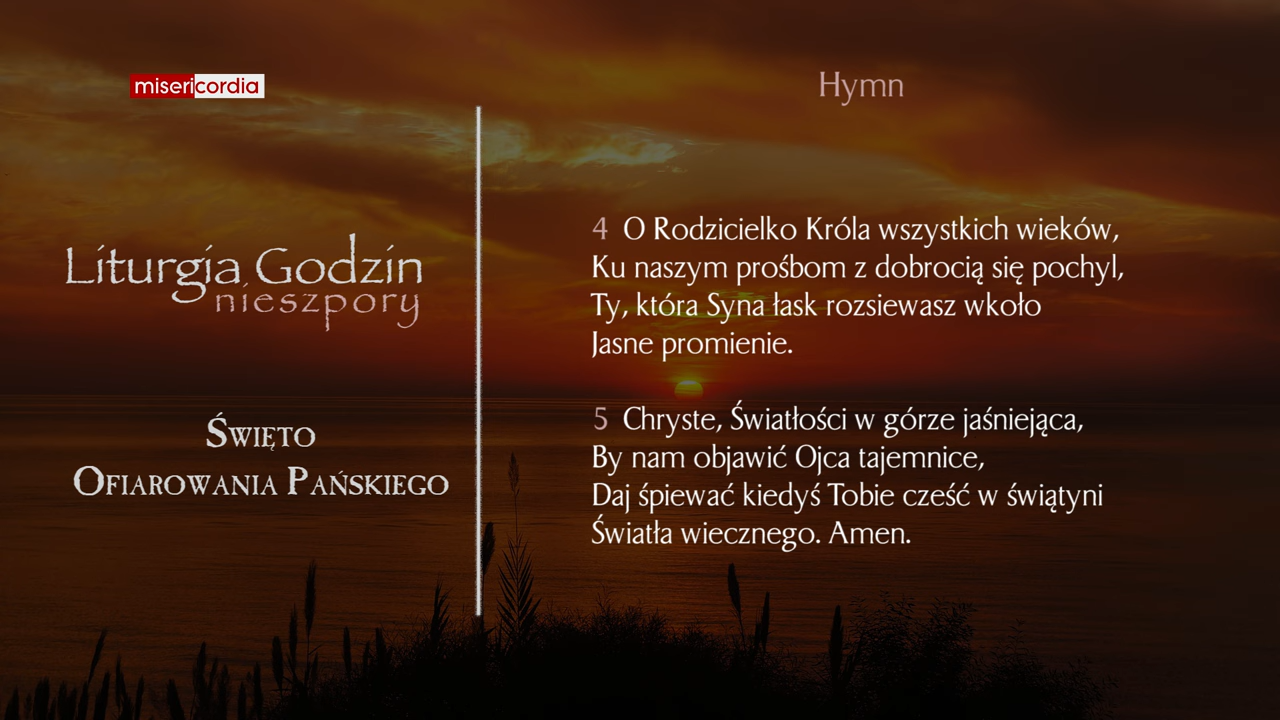 misericordia
Liturgia Godzin
nieszpory
Święto
Ofiarowania Pańskiego
Hymn
4 O Rodzicielko Króla wszystkich wieków,
Ku naszym prośbom z dobrocią się pochyl,
Ty, która Syna łask rozsiewasz wkoło
Jasne promienie.
5 Chryste, Światłości w górze jaśniejąca,
By nam objawić Ojca tajemnice,
Daj śpiewać kiedyś Tobie cześć w świątyni
Światła wiecznego. Amen.